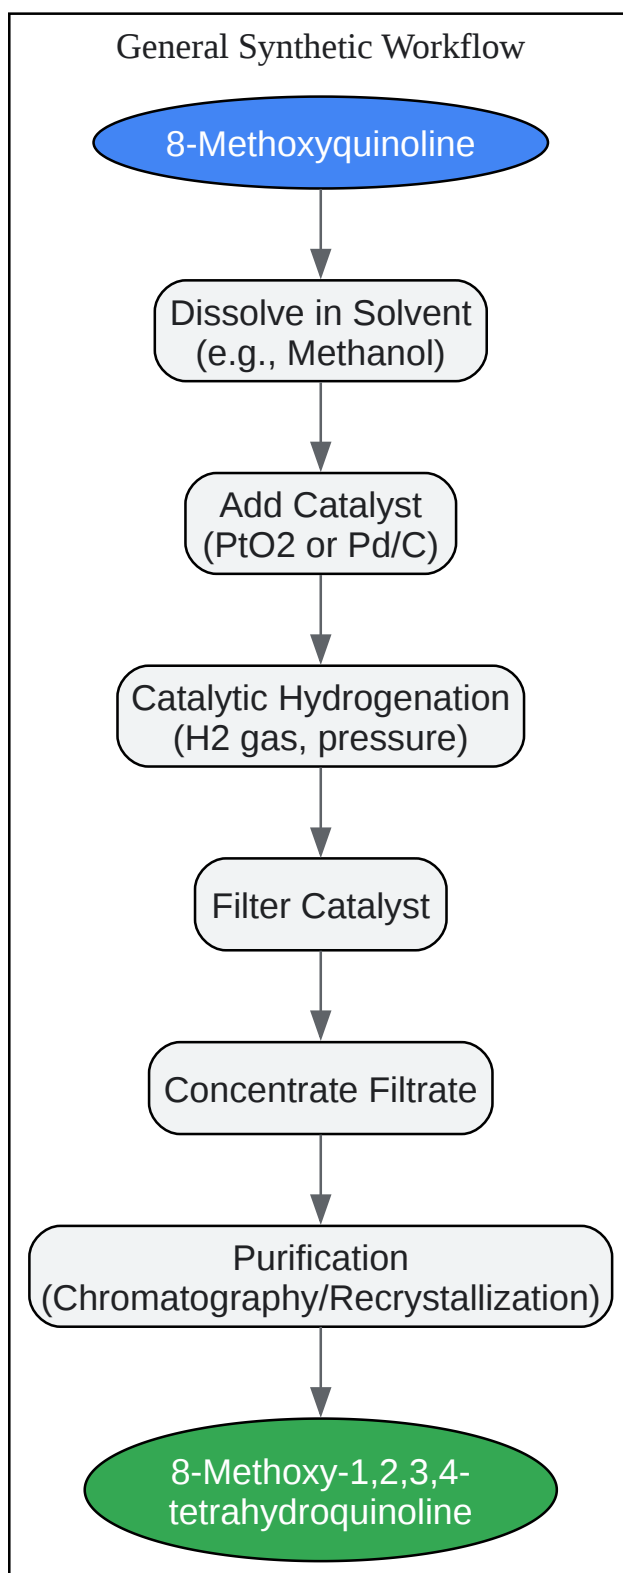 General Synthetic Workflow
8-Methoxyquinoline
Dissolve in Solvent
(e.g., Methanol)
Add Catalyst
(PtO2 or Pd/C)
Catalytic Hydrogenation
(H2 gas, pressure)
Filter Catalyst
Concentrate Filtrate
Purification
(Chromatography/Recrystallization)
8-Methoxy-1,2,3,4-
tetrahydroquinoline